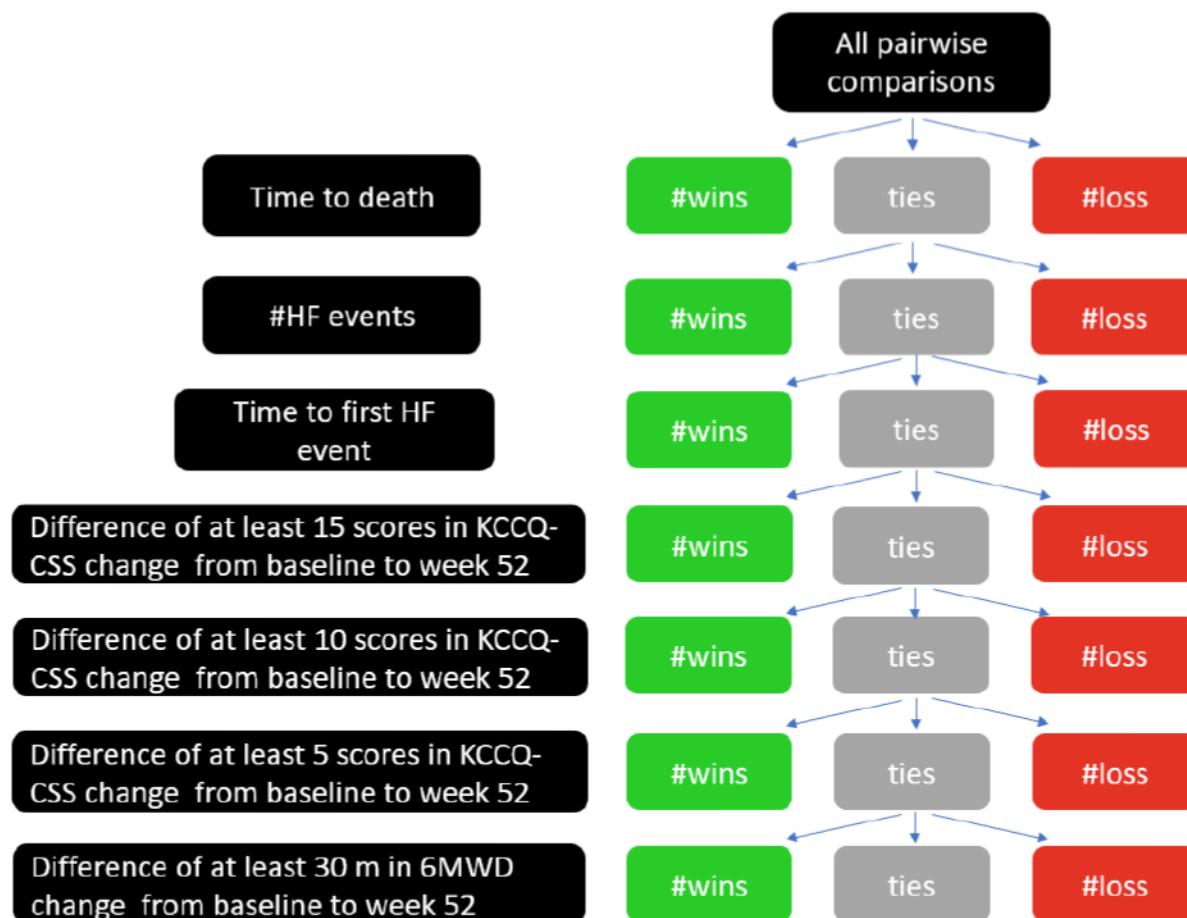 All pairwise
comparisons
Time to death
#wins
ties
#loss
#HF events
#wins
ties
#loss
Time to first HF
event
#wins
ties
#loss
Difference of at least 15 scores in KCCQ-
CSS change from baseline to week 52
#wins
ties
#loss
Difference of at least 10 scores in KCCQ-
CSS change from baseline to week 52
#wins
ties
#loss
Difference of at least 5 scores in KCCQ-
CSS change from baseline to week 52
#wins
ties
#loss
Difference of at least 30 m in 6MWD
change from baseline to week 52
#wins
ties
#loss